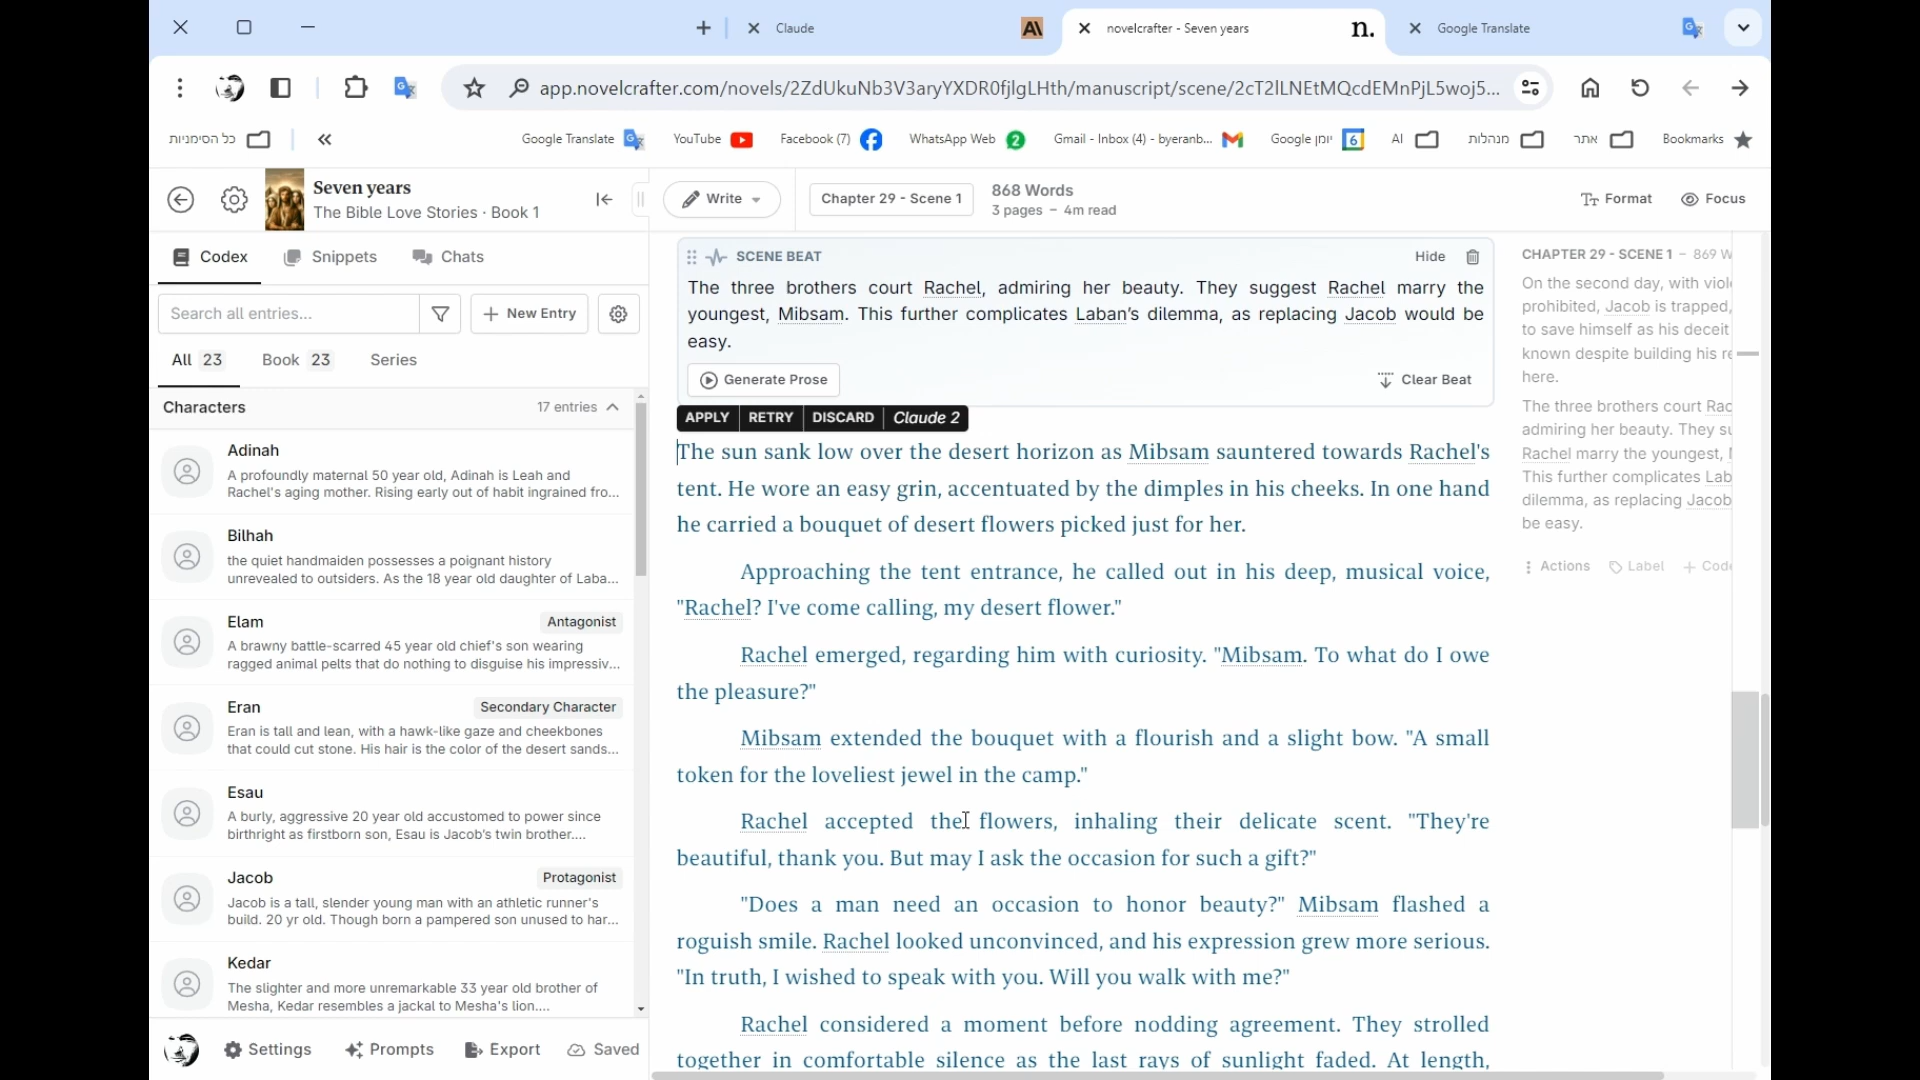 Claude
novelcrafter - Seven years
n.
Google Translate
app.novelcrafter.com/novels/2ZdUkuNb3V3aryYXDR0fjlgLHth/manuscript/scene/2cT2lLNEtMQcdEMnPjL5woj5...
כל הסימניות
Google Translate
YouTube
Facebook (7)
WhatsApp Web
2
Gmail - Inbox (4) - byeranb...
יומן Google
6
AI
מנהלות
אתר
Bookmarks
Seven years
The Bible Love Stories · Book 1
Write
Chapter 29 - Scene 1
868 Words
3 pages – 4m read
Format
Focus
Codex
Snippets
Chats
Search all entries...
New Entry
All 23
Book 23
Series
Characters
17 entries
Adinah
A profoundly maternal 50 year old, Adinah is Leah and
Rachel's aging mother. Rising early out of habit ingrained fro...
Bilhah
the quiet handmaiden possesses a poignant history
unrevealed to outsiders. As the 18 year old daughter of Laba...
Elam
Antagonist
A brawny battle-scarred 45 year old chief's son wearing
ragged animal pelts that do nothing to disguise his impressiv...
Eran
Secondary Character
Eran is tall and lean, with a hawk-like gaze and cheekbones
that could cut stone. His hair is the color of the desert sands...
Esau
A burly, aggressive 20 year old accustomed to power since
birthright as firstborn son, Esau is Jacob's twin brother....
Jacob
Protagonist
Jacob is a tall, slender young man with an athletic runner's
build. 20 yr old. Though born a pampered son unused to har...
Kedar
The slighter and more unremarkable 33 year old brother of
Mesha, Kedar resembles a jackal to Mesha's lion....
Settings
Prompts
Export
Saved
SCENE BEAT
Hide
The three brothers court Rachel, admiring her beauty. They suggest Rachel marry the
youngest, Mibsam. This further complicates Laban's dilemma, as replacing Jacob would be
easy.
Generate Prose
Clear Beat
APPLY
RETRY
DISCARD
Claude 2
The sun sank low over the desert horizon as Mibsam sauntered towards Rachel's
tent. He wore an easy grin, accentuated by the dimples in his cheeks. In one hand
he carried a bouquet of desert flowers picked just for her.
Approaching the tent entrance, he called out in his deep, musical voice,
"Rachel? I've come calling, my desert flower."
Rachel emerged, regarding him with curiosity. "Mibsam. To what do I owe
the pleasure?"
Mibsam extended the bouquet with a flourish and a slight bow. "A small
token for the loveliest jewel in the camp."
Rachel accepted the flowers, inhaling their delicate scent. "They're
beautiful, thank you. But may I ask the occasion for such a gift?"
"Does a man need an occasion to honor beauty?" Mibsam flashed a
roguish smile. Rachel looked unconvinced, and his expression grew more serious.
"In truth, I wished to speak with you. Will you walk with me?"
Rachel considered a moment before nodding agreement. They strolled
together in comfortable silence as the last rays of sunlight faded. At length,
CHAPTER 29 - SCENE 1 – 869 W
On the second day, with
prohibited, Jacob is trapped,
to save himself as his deceit
known despite building his
here.
The three brothers court
admiring her beauty. They
Rachel marry the youngest,
This further complicates
dilemma, as replacing Jacob
be easy.
Actions
Label